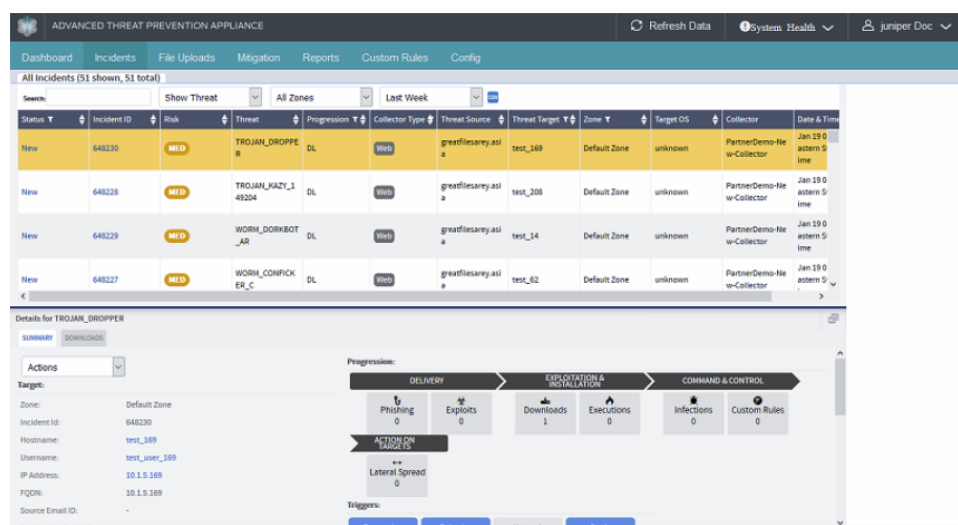 ADVANCED THREAT PREVENTION APPLIANCE
Refresh Data
System Health
juniper Doc
Dashboard Incidents File Uploads Mitigation Reports Custom Rules Config
All Incidents (51 shown, 51 total)
Search: Show Threat All Zones Last Week CSV
Status Incident ID Risk Threat Progression Collector Type Threat Source Threat Target Zone Target OS Collector Date & Time
New 648230 MED TROJAN_DROPPE DL Web greatfilesarey.asi test_169 Default Zone unknown PartnerDemo-Ne Jan 19 0
R a w-Collector astern S
ime
New 648228 MED TROJAN_KAZY_1 DL Web greatfilesarey.asi test_208 Default Zone unknown PartnerDemo-Ne Jan 19 0
49204 a w-Collector astern S
ime
New 648229 MED WORM_DORKBOT DL Web greatfilesarey.asi test_14 Default Zone unknown PartnerDemo-Ne Jan 19 0
_AR a w-Collector astern S
ime
New 648227 MED WORM_CONFICK DL Web greatfilesarey.asi test_62 Default Zone unknown PartnerDemo-Ne Jan 19 0
ER_C a w-Collector astern S
Details for TROJAN_DROPPER
SUMMARY DOWNLOADS
Actions
Target:
Zone: Default Zone
Incident Id: 648230
Hostname: test_169
Username: test_user_169
IP Address: 10.1.5.169
FQDN: 10.1.5.169
Source Email ID: -
Progression:
DELIVERY
EXPLOITATION &
INSTALLATION
COMMAND & CONTROL
Phishing Exploits Downloads Executions Infections Custom Rules
0 0 1 0 0 0
ACTION ON
TARGETS
Lateral Spread
0
Triggers: